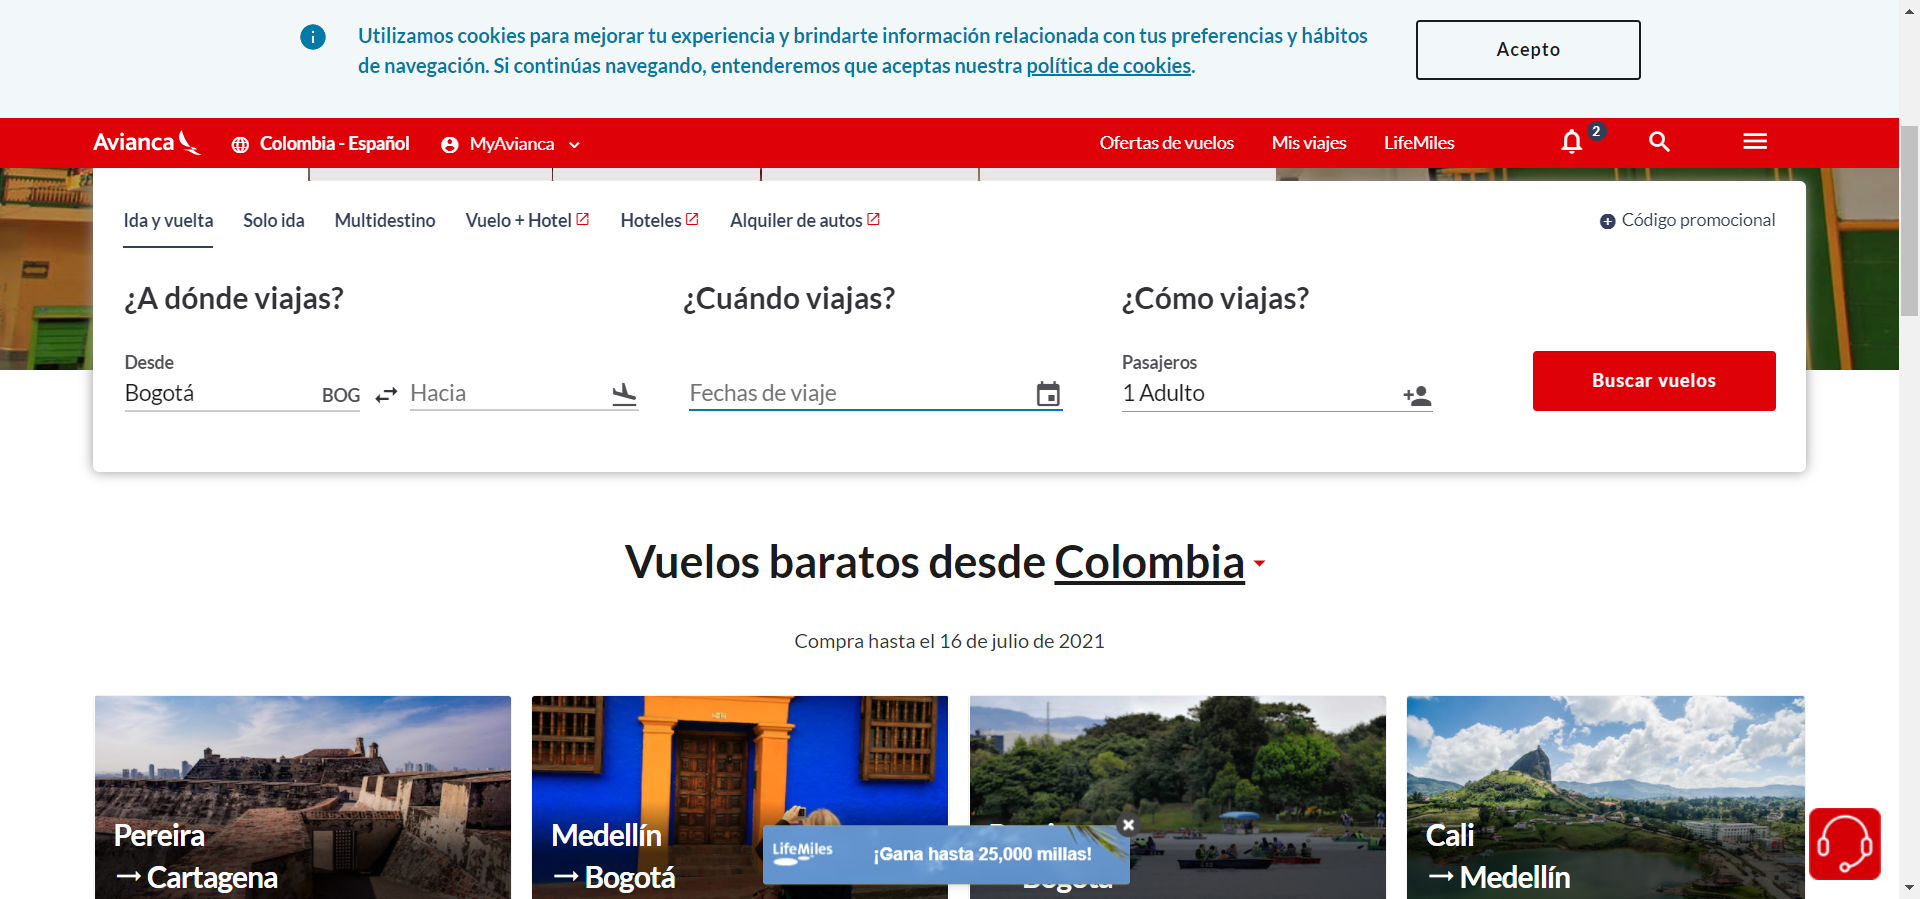 Utilizamos cookies para mejorar tu experiencia y brindarte información relacionada con tus preferencias y hábitos
de navegación. Si continúas navegando, entenderemos que aceptas nuestra política de cookies.
Acepto
Avianca
Colombia - Español
MyAvianca
Ofertas de vuelos
Mis viajes
LifeMiles
2
Ida y vuelta
Solo ida
Multidestino
Vuelo + Hotel
Hoteles
Alquiler de autos
Código promocional
¿A dónde viajas?
¿Cuándo viajas?
¿Cómo viajas?
Desde
Pasajeros
Bogotá
BOG
Hacia
Fechas de viaje
1 Adulto
Buscar vuelos
Vuelos baratos desde Colombia
Compra hasta el 16 de julio de 2021
Pereira
→ Cartagena
Medellín
→ Bogotá
LifeMiles
¡Gana hasta 25,000 millas!
Bogotá
Cali
→ Medellín